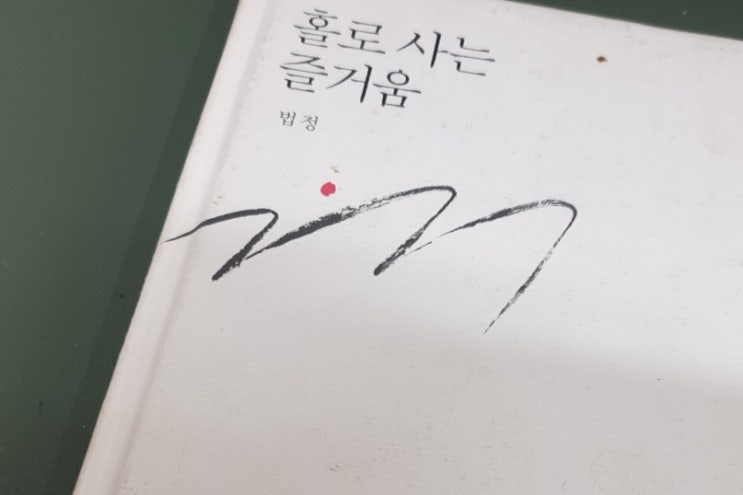 홀로 사는
즐거움
법정